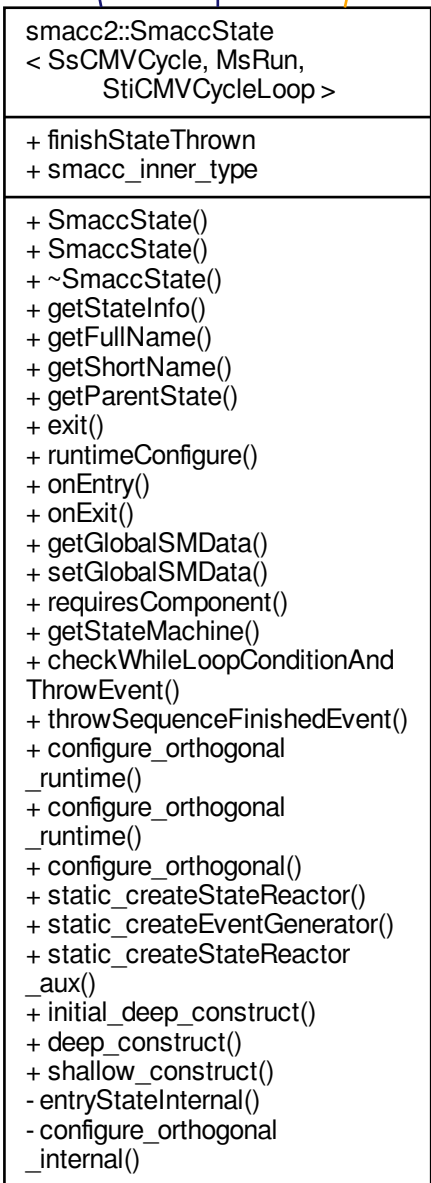 smacc2::SmaccState
< SsCMVCycle, MsRun,
StiCMVCycleLoop >
+ finishStateThrown
+ smacc_inner_type
+ SmaccState()
+ SmaccState()
+ ~SmaccState()
+ getStateInfo()
+ getFullName()
+ getShortName()
+ getParentState()
+ exit()
+ runtimeConfigure()
+ onEntry()
+ onExit()
+ getGlobalSMData()
+ setGlobalSMData()
+ requiresComponent()
+ getStateMachine()
+ checkWhileLoopConditionAnd
ThrowEvent()
+ throwSequenceFinishedEvent()
+ configure_orthogonal
_runtime()
+ configure_orthogonal
_runtime()
+ configure_orthogonal()
+ static_createStateReactor()
+ static_createEventGenerator()
+ static_createStateReactor
_aux()
+ initial_deep_construct()
+ deep_construct()
+ shallow_construct()
- entryStateInternal()
- configure_orthogonal
_internal()